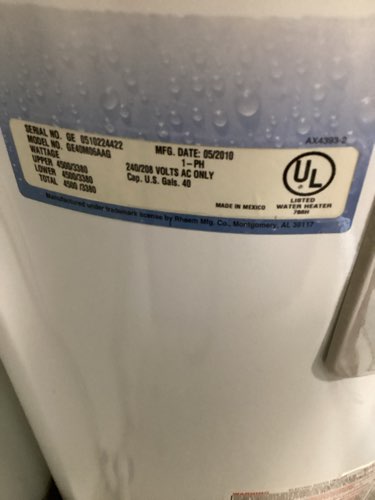 AX4393-2
SERIAL NO. GE 0510224422
MODEL NO. GE40M06AAG MFG. DATE: 05/2010
WATTAGE 1-PH
UPPER 4500/3380 240/208 VOLTS AC ONLY
LOWER 4500/3380 Cap. U.S. Gals. 40
TOTAL 4500/3380
UL
LISTED
WATER HEATER
788H
MADE IN MEXICO
Manufactured under trademark license by Rheem Mfg. Co., Montgomery, AL 36117